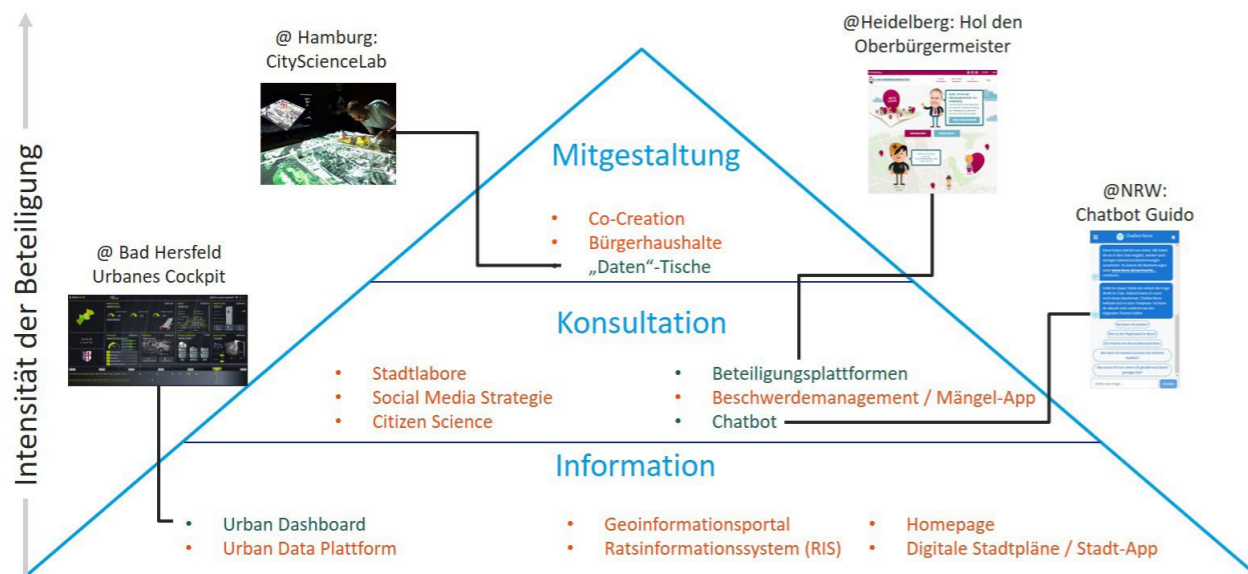 Intensität der Beteiligung
@ Hamburg:
CityScienceLab
@Heidelberg: Hol den
Oberbürgermeister
@NRW:
Chatbot Guido
@ Bad Hersfeld
Urbanes Cockpit
Mitgestaltung
• Co-Creation
• Bürgerhaushalte
„Daten“-Tische
Konsultation
• Stadtlabore
• Social Media Strategie
• Citizen Science
• Beteiligungsplattformen
• Beschwerdemanagement / Mängel-App
• Chatbot
Information
• Urban Dashboard
• Urban Data Plattform
• Geoinformationsportal
• Ratsinformationssystem (RIS)
• Homepage
• Digitale Stadtpläne / Stadt-App